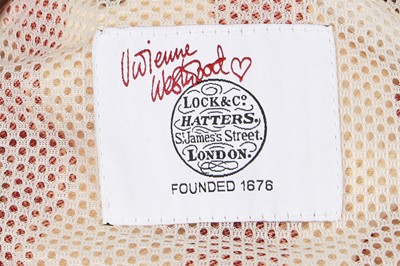 Vivienne
Westwood
LOCK & CO
HATTERS.
St. James's Street.
LONDON.
FOUNDED 1676